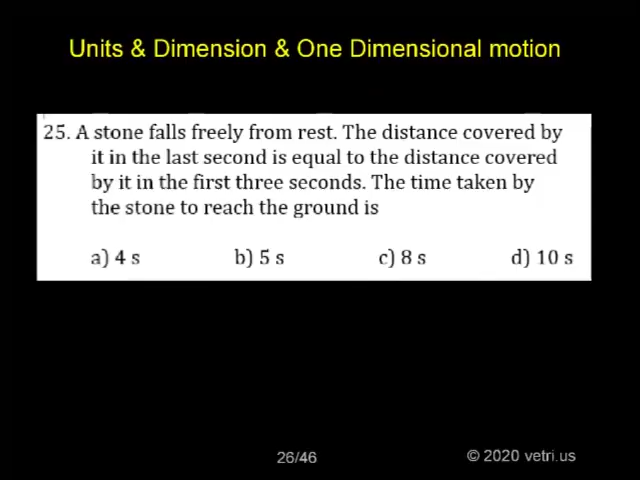 Units & Dimension & One Dimensional motion
25. A stone falls freely from rest. The distance covered by
it in the last second is equal to the distance covered
by it in the first three seconds. The time taken by
the stone to reach the ground is
a) 4 s b) 5 s c) 8 s d) 10 s
26/46 © 2020 vetri.us